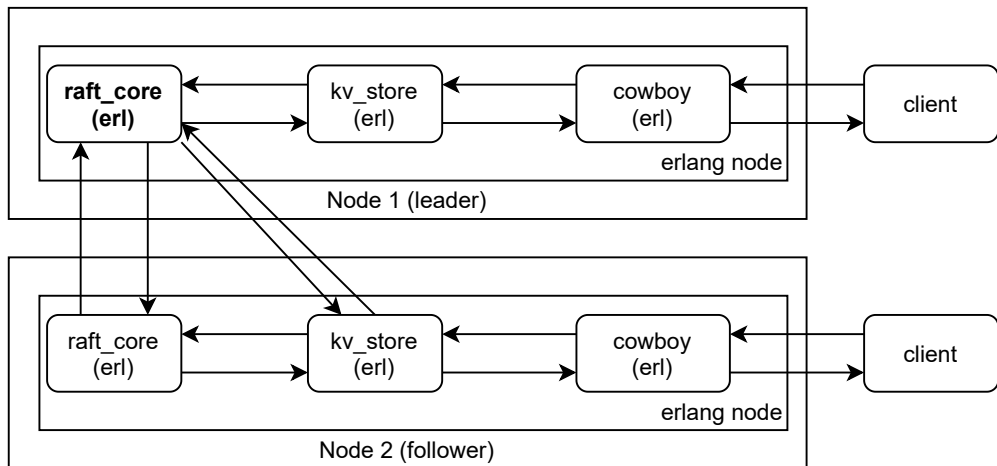 raft_core
(erl)
kv_store
(erl)
cowboy
(erl)
client
erlang node
Node 1 (leader)
raft_core
(erl)
kv_store
(erl)
cowboy
(erl)
client
erlang node
Node 2 (follower)